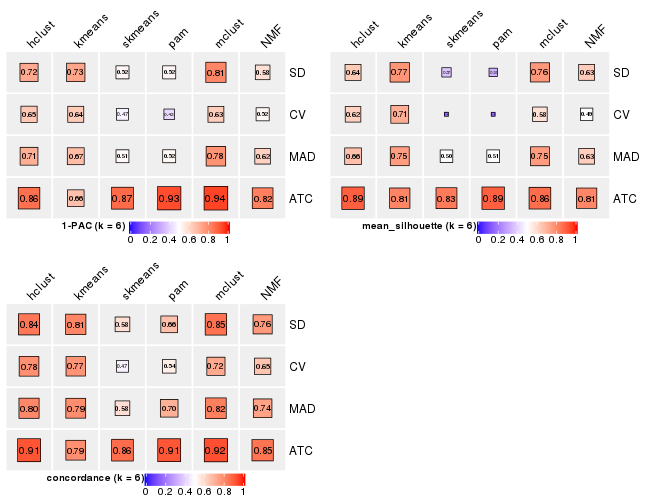 hclust kmeans skmeans pam mclust NMF
0.72 0.73 0.52 0.52 0.81 0.58 SD
0.65 0.64 0.47 0.63 0.52 CV
0.71 0.67 0.51 0.52 0.78 0.62 MAD
0.86 0.66 0.87 0.93 0.94 0.82 ATC
1-PAC (k = 6)
0 0.2 0.4 0.6 0.8 1
hclust kmeans skmeans pam mclust NMF
0.64 0.77 0.76 0.63 SD
0.62 0.71 0.58 0.49 CV
0.66 0.75 0.50 0.51 0.75 0.63 MAD
0.89 0.81 0.83 0.89 0.86 0.81 ATC
mean_silhouette (k = 6)
0 0.2 0.4 0.6 0.8 1
hclust kmeans skmeans pam mclust NMF
0.84 0.81 0.58 0.66 0.85 0.76 SD
0.78 0.77 0.47 0.54 0.72 0.65 CV
0.80 0.79 0.58 0.70 0.82 0.74 MAD
0.91 0.79 0.86 0.91 0.92 0.85 ATC
concordance (k = 6)
0 0.2 0.4 0.6 0.8 1